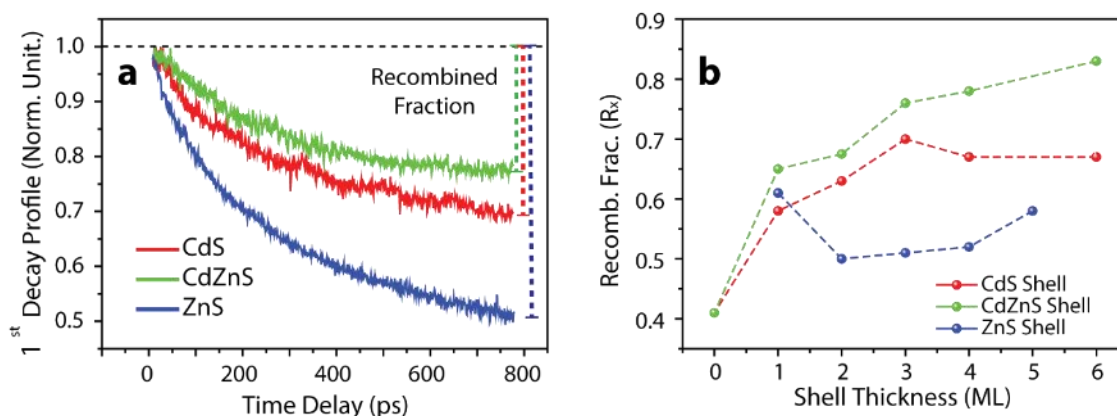 a
1st Decay Profile (Norm. Unit.)
1.0
0.9
0.8
0.7
0.6
0.5
Recombined
Fraction
CdS
CdZnS
ZnS
0 200 400 600 800
Time Delay (ps)
b
Recomb. Frac. (Rx)
0.9
0.8
0.7
0.6
0.5
0.4
CdS Shell
CdZnS Shell
ZnS Shell
0 1 2 3 4 5 6
Shell Thickness (ML)